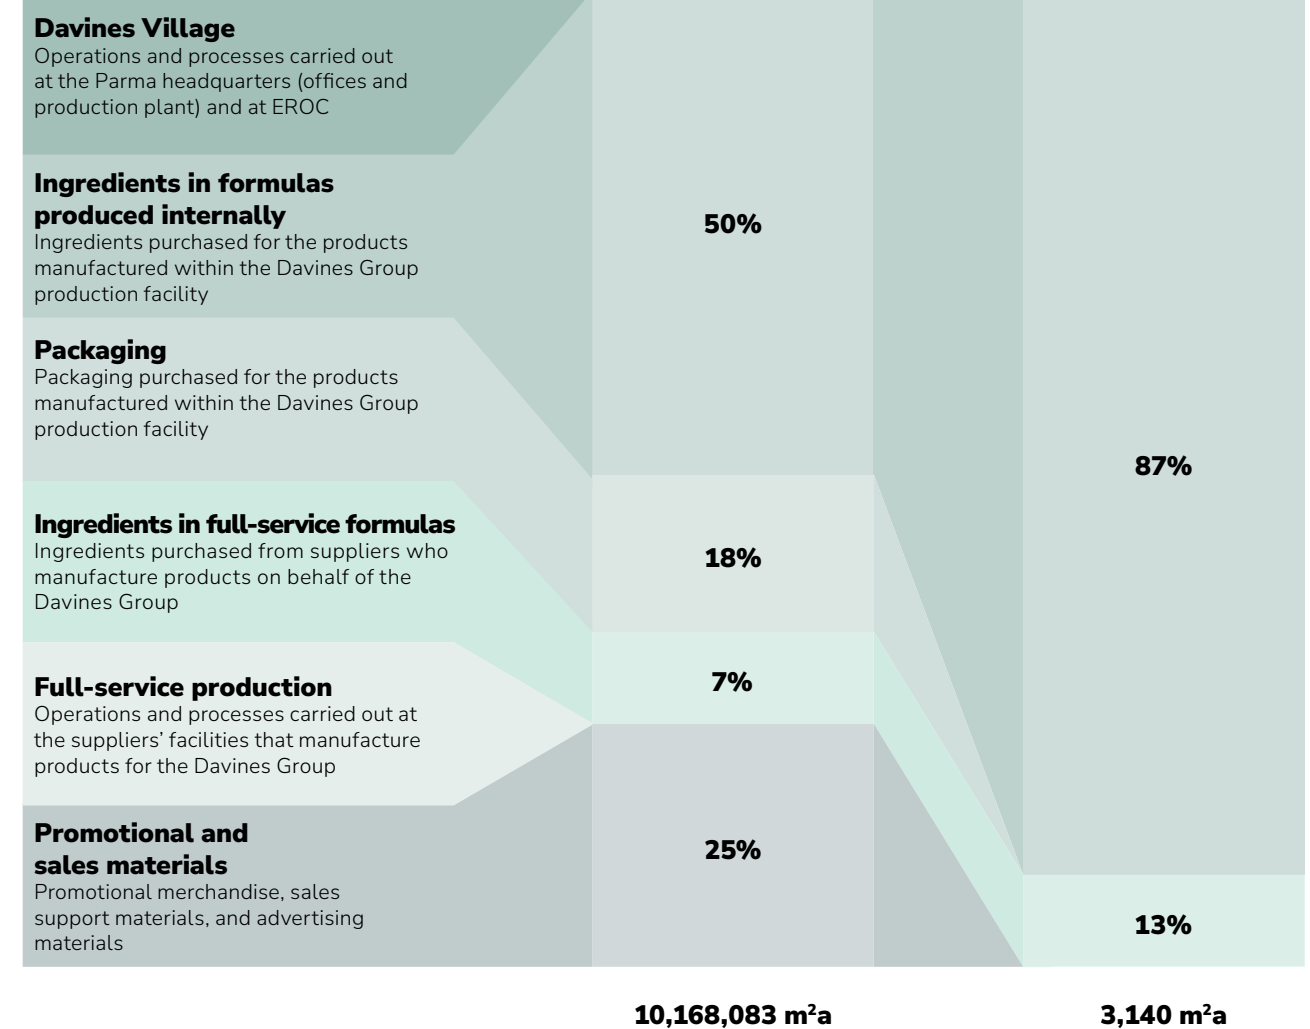 Davines Village
Operations and processes carried out
at the Parma headquarters (offices and
production plant) and at EROC
Ingredients in formulas
produced internally
Ingredients purchased for the products
manufactured within the Davines Group
production facility
50%
Packaging
Packaging purchased for the products
manufactured within the Davines Group
production facility
87%
Ingredients in full-service formulas
Ingredients purchased from suppliers who
manufacture products on behalf of the
Davines Group
18%
Full-service production
Operations and processes carried out at
the suppliers’ facilities that manufacture
products for the Davines Group
7%
Promotional and
sales materials
Promotional merchandise, sales
support materials, and advertising
materials
25%
13%
10,168,083 m²a
3,140 m²a